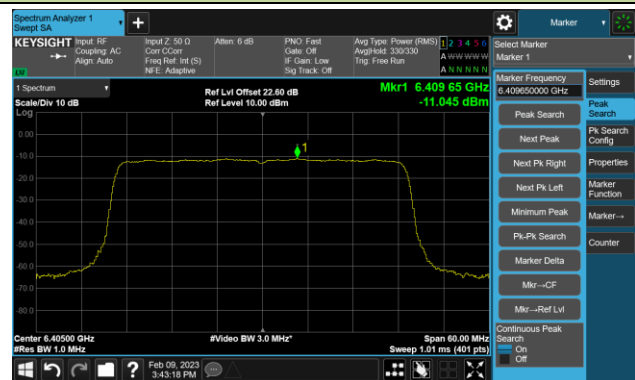 Spectrum Analyzer 1
Swept SA
Marker
KEYSIGHT
Input: RF
Coupling: AC
Align: Auto
Input Z: 50 Ω
Corr CCorr
Freq Ref: Int (S)
NFE: Adaptive
Atten: 6 dB
PNO: Fast
Gate: Off
IF Gain: Low
Sig Track: Off
Avg Type: Power (RMS)
Avg|Hold: 330/330
Trig: Free Run
1 2 3 4 5 6
A W W W W W
A N N N N N
LW
Select Marker
Marker 1
1 Spectrum
Scale/Div 10 dB
Log
Ref Lvl Offset 22.60 dB
Ref Level 10.00 dBm
Mkr1 6.409 65 GHz
-11.045 dBm
1
0.00
-10.0
-20.0
-30.0
-40.0
-50.0
-60.0
-70.0
-80.0
Center 6.40500 GHz
#Res BW 1.0 MHz
#Video BW 3.0 MHz*
Span 60.00 MHz
Sweep 1.01 ms (401 pts)
Marker Frequency
6.409650000 GHz
Peak Search
Next Peak
Next Pk Right
Next Pk Left
Minimum Peak
Pk-Pk Search
Marker Delta
Mkr→CF
Mkr→Ref Lvl
Continuous Peak
Search
On
Off
Settings
Peak
Search
Pk Search
Config
Properties
Marker
Function
Marker→
Counter
Feb 09, 2023
3:43:18 PM